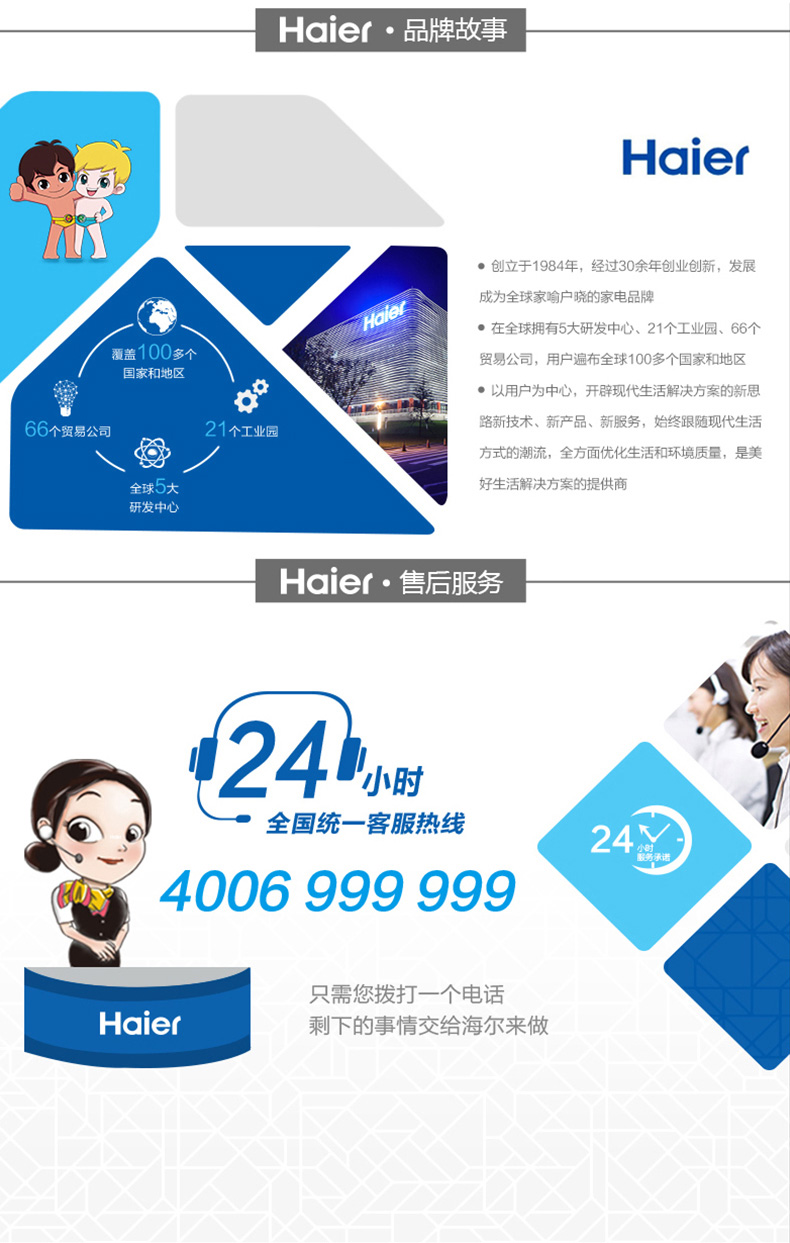 Haier·品牌故事
Haier
Haier
● 创立于1984年，经过30余年创业创新，发展
成为全球家喻户晓的家电品牌
● 在全球拥有5大研发中心、21个工业园、66个
贸易公司，用户遍布全球100多个国家和地区
● 以用户为中心，开辟现代生活解决方案的新思
路新技术、新产品、新服务，始终跟随现代生活
方式的潮流，全方面优化生活和环境质量，是美
好生活解决方案的提供商
覆盖100多个
国家和地区
66个贸易公司
21个工业园
全球5大
研发中心
Haier·售后服务
24小时
全国统一客服热线
4006 999 999
24小时
服务承诺
只需您拨打一个电话
剩下的事情交给海尔来做
Haier